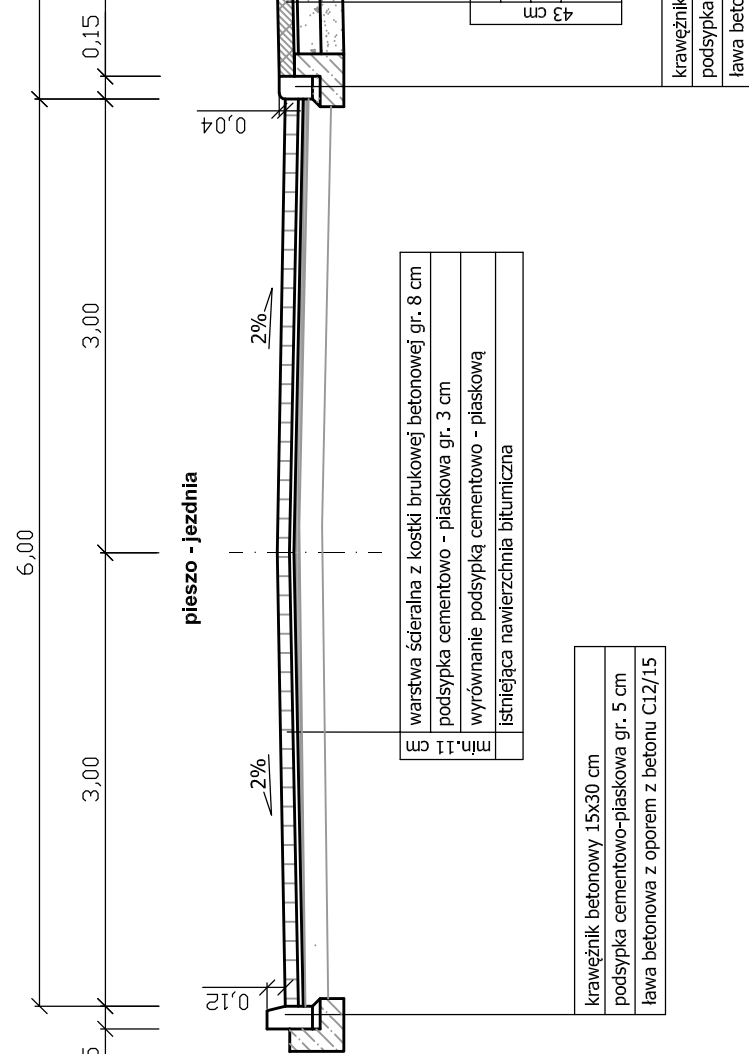 6,00
3,00
3,00
0,15
pieszo - jezdnia
0,12
0,04
2%
2%
min.11 cm
warstwa ścieralna z kostki brukowej betonowej gr. 8 cm
podsypka cementowo - piaskowa gr. 3 cm
wyrównanie podsypką cementowo - piaskową
istniejąca nawierzchnia bitumiczna
krawężnik betonowy 15x30 cm
podsypka cementowo-piaskowa gr. 5 cm
ława betonowa z oporem z betonu C12/15
43 cm
krawężnik
podsypka
ława beto